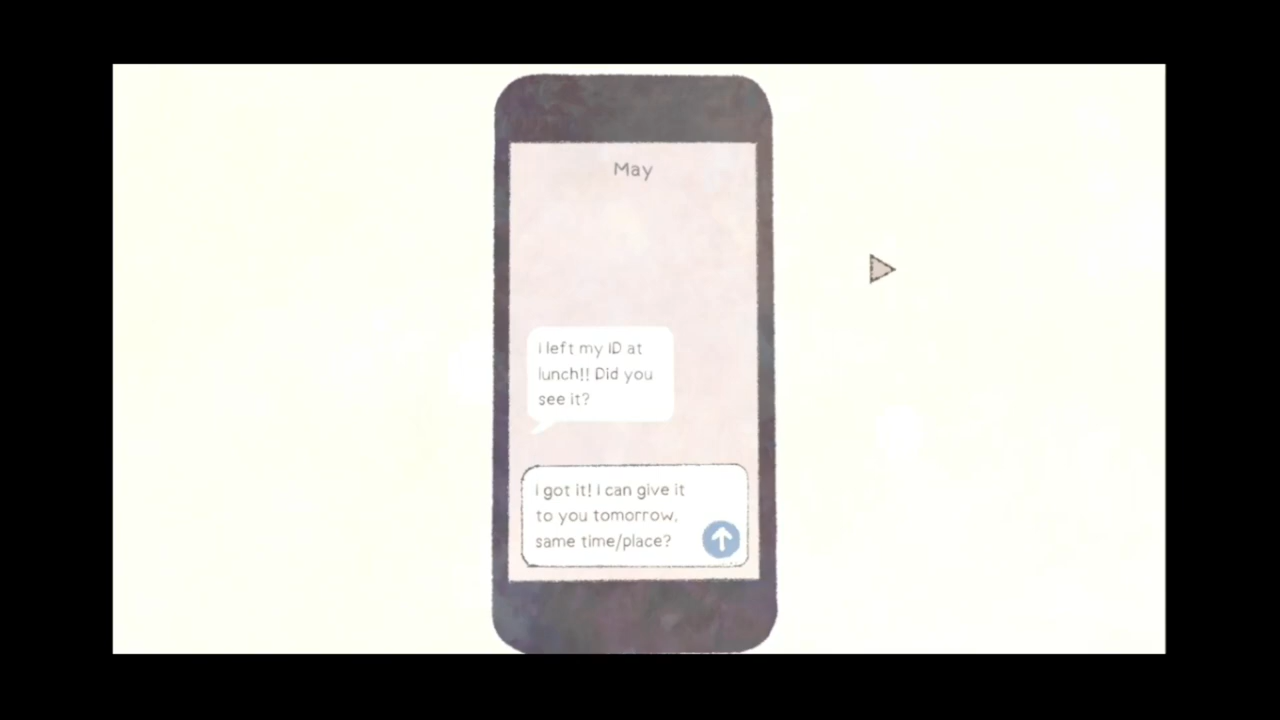 May
I left my ID at
lunch!! Did you
see it?
I got it! I can give it
to you tomorrow,
same time/place?